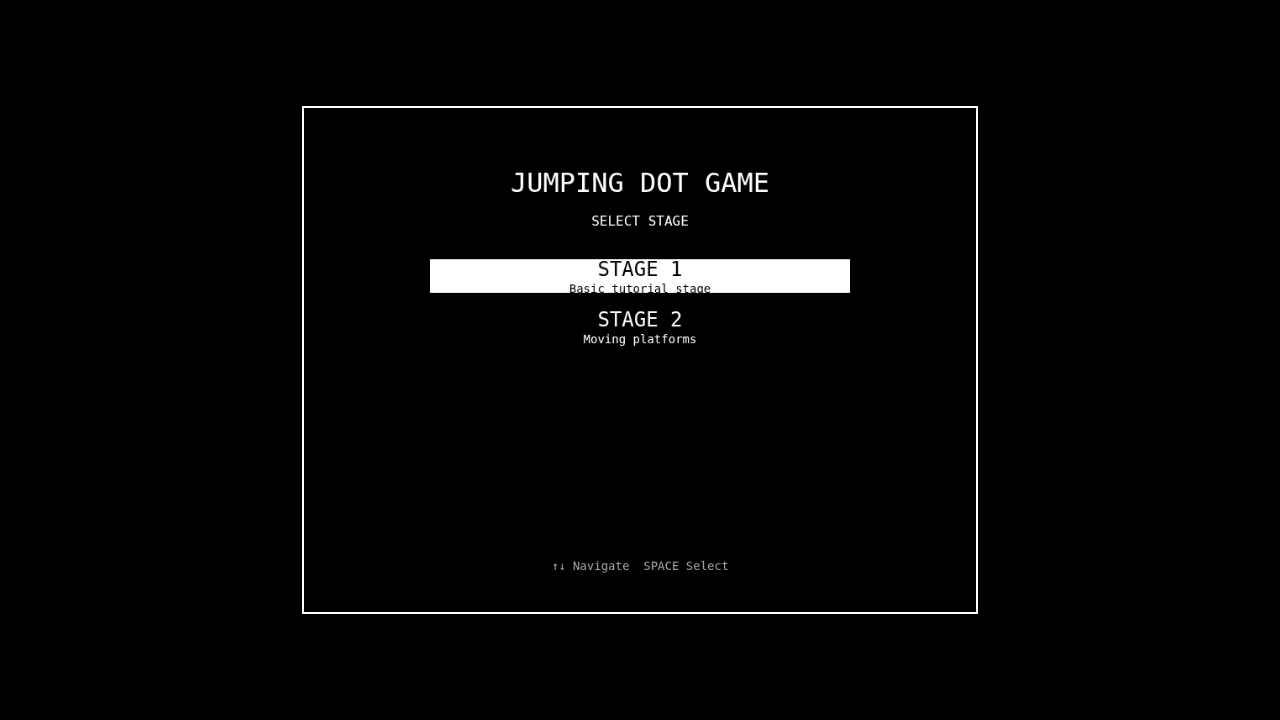 JUMPING DOT GAME
SELECT STAGE
STAGE 1
Basic tutorial stage
STAGE 2
Moving platforms
↑↓ Navigate  SPACE Select